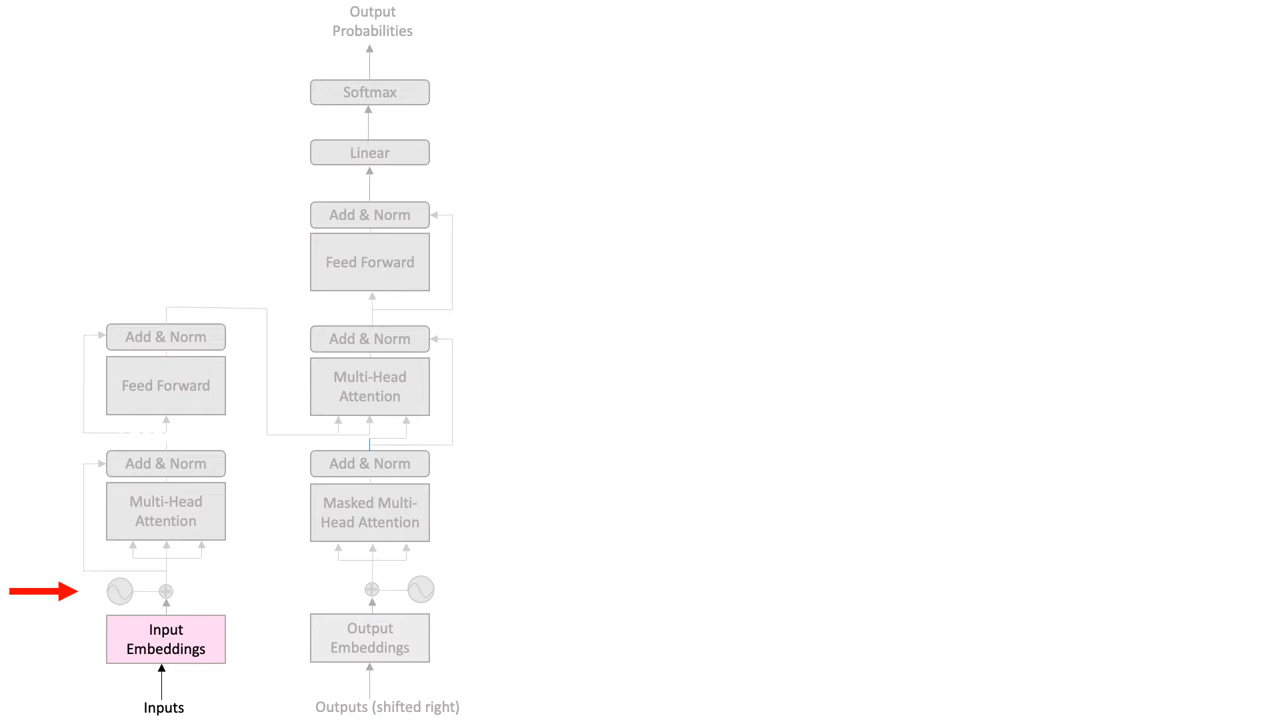 Output
Probabilities
Softmax
Linear
Add & Norm
Feed Forward
Add & Norm
Multi-Head
Attention
Add & Norm
Masked Multi-
Head Attention
Output
Embeddings
Outputs (shifted right)
Add & Norm
Feed Forward
Add & Norm
Multi-Head
Attention
Input
Embeddings
Inputs